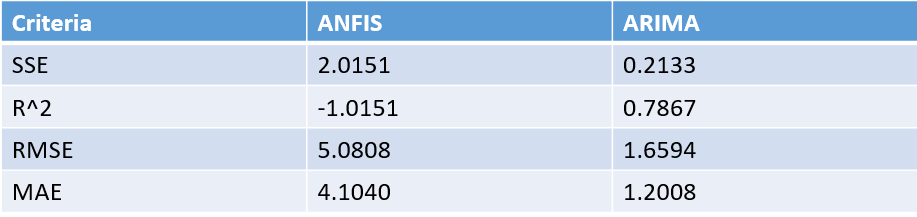 Criteria ANFIS ARIMA
SSE 2.0151 0.2133
R^2 -1.0151 0.7867
RMSE 5.0808 1.6594
MAE 4.1040 1.2008